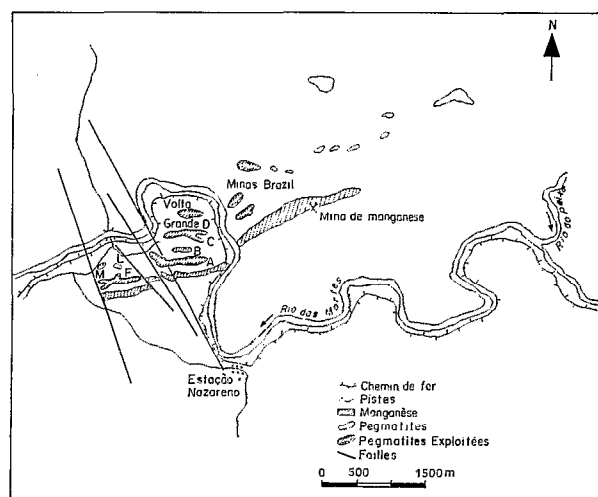 N
Minas Brazil
Volta
Grande D
C
B
A
L
F
M
Mina de manganese
Rio das Mortes
Rio do Peixe
Estação
Nazareno
Chemin de fer
Pistes
Manganèse
Pegmatites
Pegmatites Exploitées
Failles
0 500 1500 m